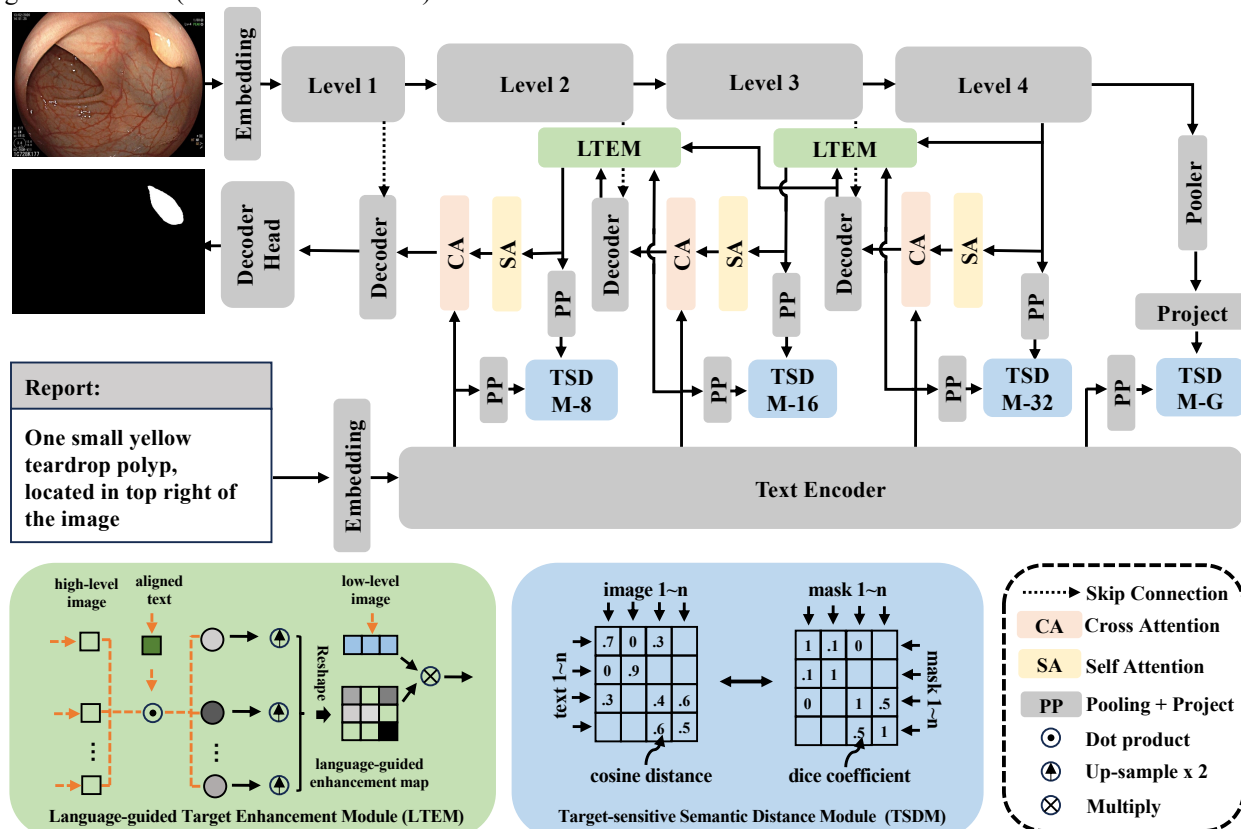 Embedding
Level 1
Level 2
Level 3
Level 4
LTEM
LTEM
Pooler
Decoder
Head
Decoder
CA
SA
Decoder
CA
SA
Decoder
CA
SA
PP
PP
PP
Project
Report:
PP
TSD
M-8
PP
TSD
M-16
PP
TSD
M-32
PP
TSD
M-G
One small yellow
teardrop polyp,
located in top right of
the image
Embedding
Text Encoder
high-level
image
aligned
text
low-level
image
Reshape
language-guided
enhancement map
Language-guided Target Enhancement Module (LTEM)
image 1~n
mask 1~n
text 1~n
.7 0 .3
0 .9
.3 .4 .6
.6 .5
1 .1 0
.1 1
0 1 .5
.5 1
mask 1~n
cosine distance
dice coefficient
Target-sensitive Semantic Distance Module (TSDM)
Skip Connection
CA Cross Attention
SA Self Attention
PP Pooling + Project
Dot product
Up-sample x 2
Multiply